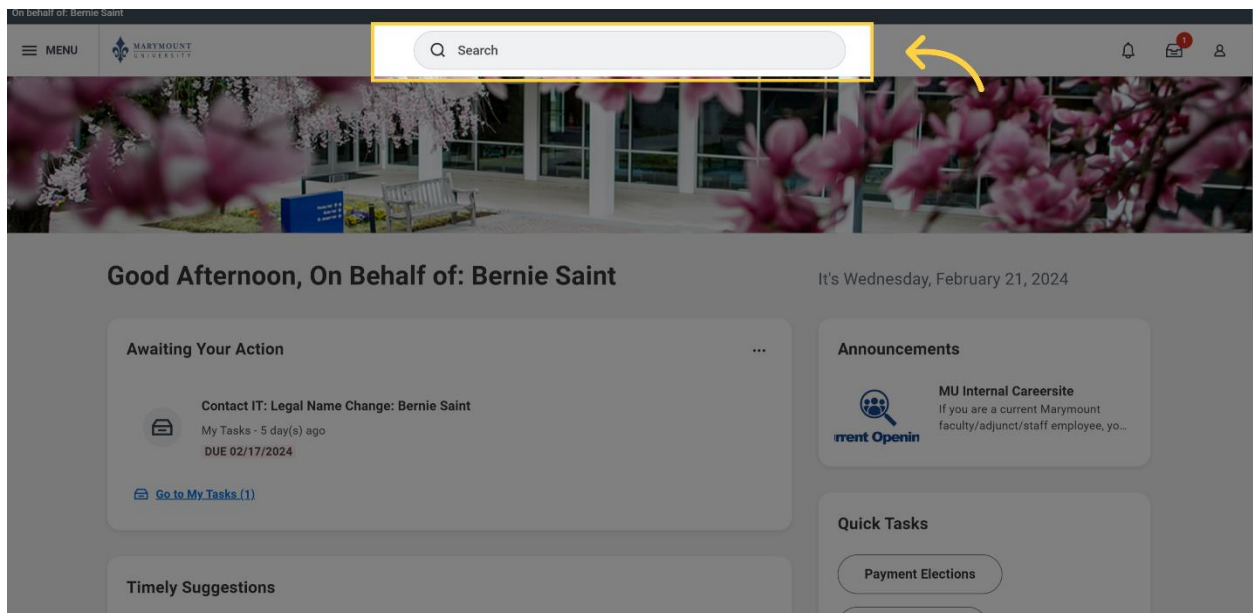 On behalf of: Bernie Saint
MENU
MARYMOUNT
UNIVERSITY
Search
1
Good Afternoon, On Behalf of: Bernie Saint
It's Wednesday, February 21, 2024
Awaiting Your Action
Contact IT: Legal Name Change: Bernie Saint
My Tasks - 5 day(s) ago
DUE 02/17/2024
Go to My Tasks (1)
Timely Suggestions
Announcements
rrent Openin
MU Internal Careersite
If you are a current Marymount
faculty/adjunct/staff employee, yo…
Quick Tasks
Payment Elections